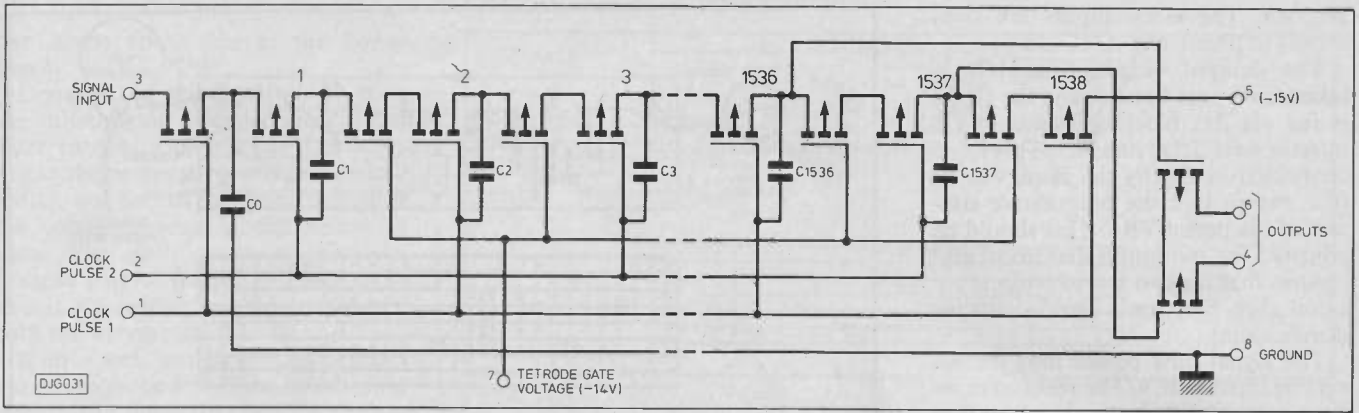 3 1 2 3 1536 1537 1538
SIGNAL
INPUT
5 (-15V)
C0 C1 C2 C3 C1536 C1537
6
OUTPUTS
4
CLOCK
PULSE 2
2
CLOCK
PULSE 1
1
8 GROUND
7 TETRODE GATE
VOLTAGE (-14V)
DJG031